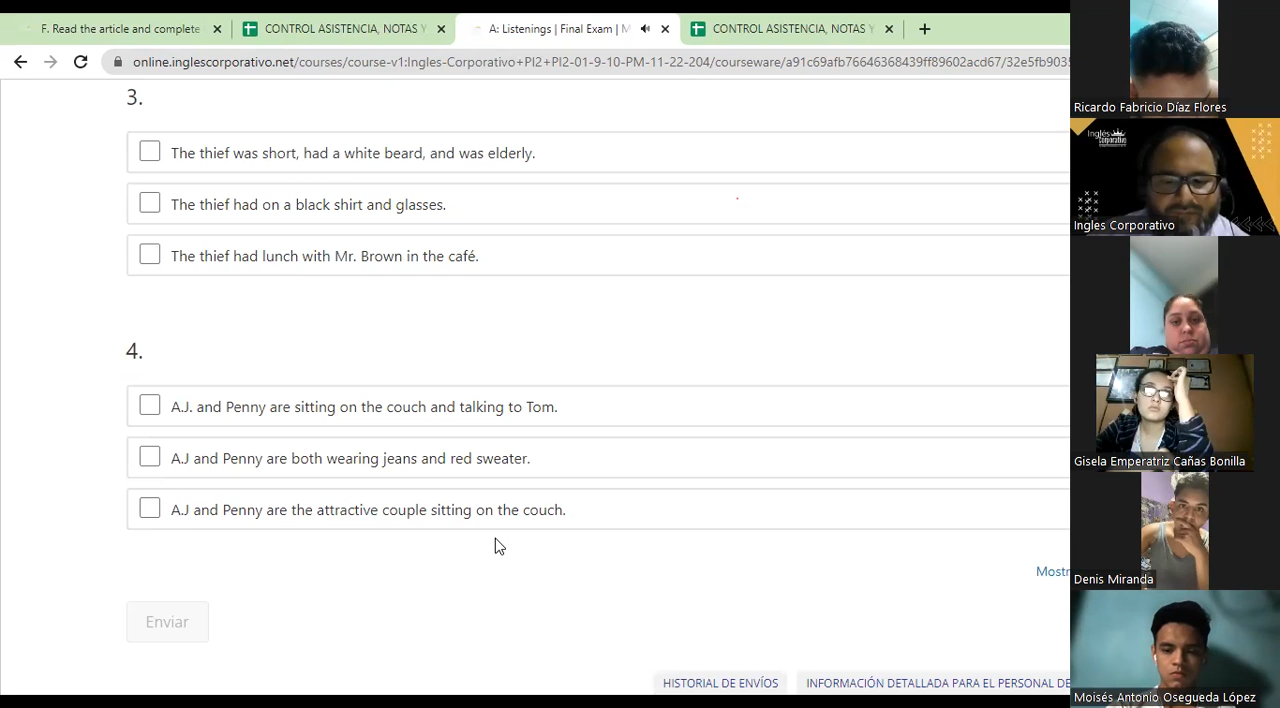 F. Read the article and complete
CONTROL ASISTENCIA, NOTAS Y
A: Listenings | Final Exam | M
CONTROL ASISTENCIA, NOTAS Y
online.inglescorporativo.net/courses/course-v1:Ingles-Corporativo+PI2+PI2-01-9-10-PM-11-22-204/courseware/a91c69afb76646368439ff89602acd67/32e5fb903
3.
The thief was short, had a white beard, and was elderly.
The thief had on a black shirt and glasses.
The thief had lunch with Mr. Brown in the café.
4.
A.J. and Penny are sitting on the couch and talking to Tom.
A.J and Penny are both wearing jeans and red sweater.
A.J and Penny are the attractive couple sitting on the couch.
Mostr
Enviar
HISTORIAL DE ENVÍOS
INFORMACIÓN DETALLADA PARA EL PERSONAL DE
Ricardo Fabricio Díaz Flores
Inglés
Corporativo
Ingles Corporativo
Gisela Emperatriz Cañas Bonilla
Denis Miranda
Moisés Antonio Osegueda López